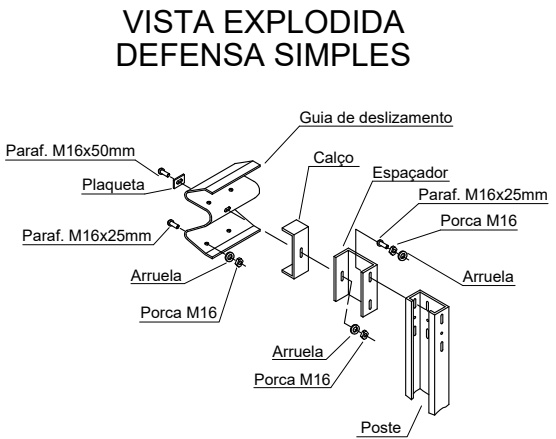 VISTA EXPLODIDA
DEFENSA SIMPLES
Guia de deslizamento
Paraf. M16x50mm
Calço
Plaqueta
Espaçador
Paraf. M16x25mm
Porca M16
Paraf. M16x25mm
Arruela
Arruela
Porca M16
Arruela
Porca M16
Poste